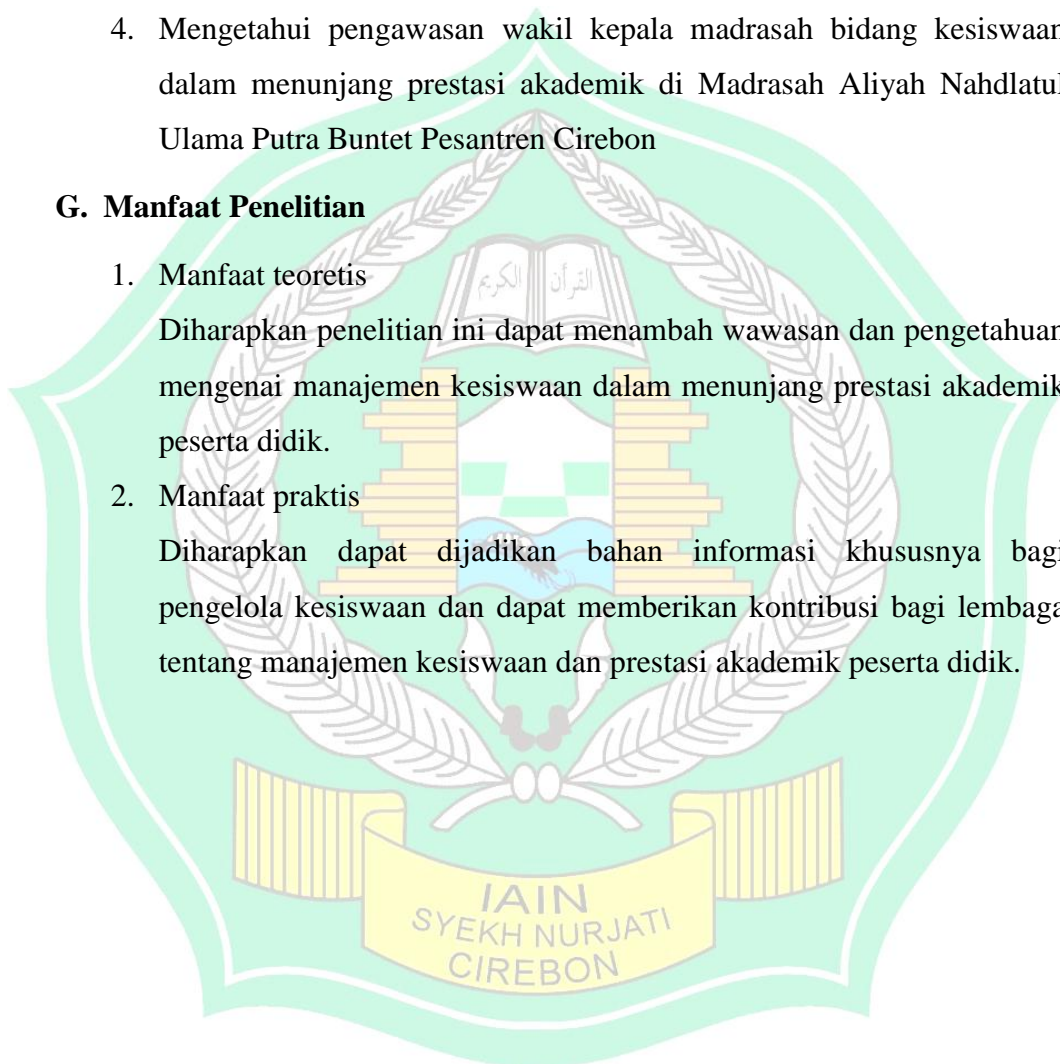 4. Mengetahui pengawasan wakil kepala madrasah bidang kesiswaan
dalam menunjang prestasi akademik di Madrasah Aliyah Nahdlatul
Ulama Putra Buntet Pesantren Cirebon
G. Manfaat Penelitian
1. Manfaat teoretis
القرآن الكريم
Diharapkan penelitian ini dapat menambah wawasan dan pengetahuan
mengenai manajemen kesiswaan dalam menunjang prestasi akademik
peserta didik.
2. Manfaat praktis
Diharapkan dapat dijadikan bahan informasi khususnya bagi
pengelola kesiswaan dan dapat memberikan kontribusi bagi lembaga
tentang manajemen kesiswaan dan prestasi akademik peserta didik.
IAIN
SYEKH NURJATI
CIREBON